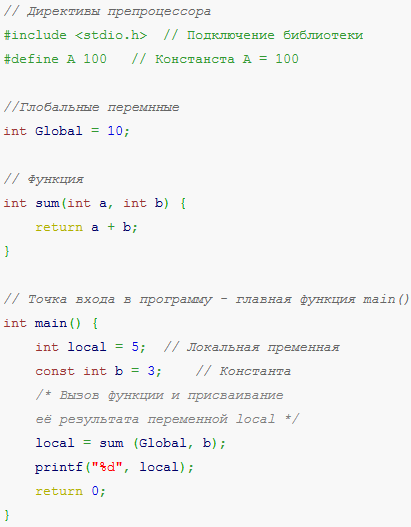 // Директивы препроцессора
#include <stdio.h>  // Подключение библиотеки
#define A 100   // Констанста A = 100
//Глобальные перемнные
int Global = 10;
// Функция
int sum(int a, int b) {
    return a + b;
}
// Точка входа в программу - главная функция main()
int main() {
    int local = 5;  // Локальная пременная
    const int b = 3;    // Константа
    /* Вызов функции и присваивание
    её результата переменной local */
    local = sum (Global, b);
    printf("%d", local);
    return 0;
}